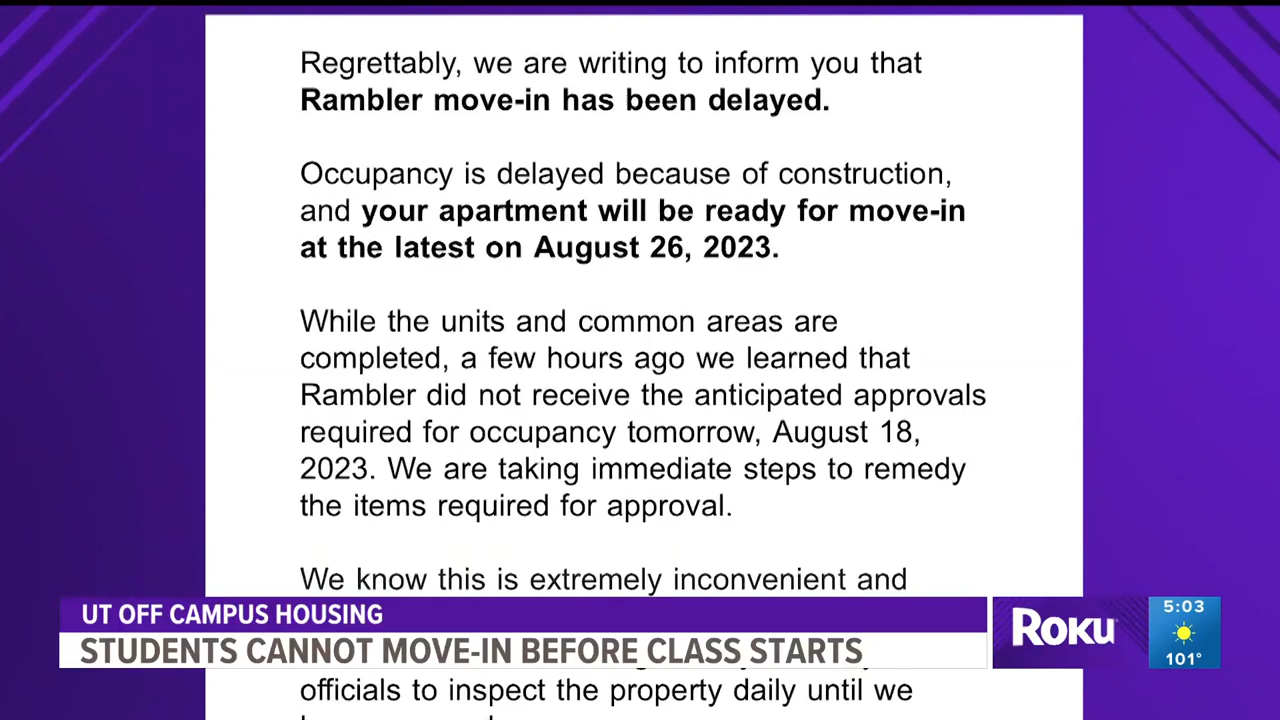 Regrettably, we are writing to inform you that
Rambler move-in has been delayed.
Occupancy is delayed because of construction,
and your apartment will be ready for move-in
at the latest on August 26, 2023.
While the units and common areas are
completed, a few hours ago we learned that
Rambler did not receive the anticipated approvals
required for occupancy tomorrow, August 18,
2023. We are taking immediate steps to remedy
the items required for approval.
We know this is extremely inconvenient and
UT OFF CAMPUS HOUSING
STUDENTS CANNOT MOVE-IN BEFORE CLASS STARTS
ROKU
5:03
101°
officials to inspect the property daily until we